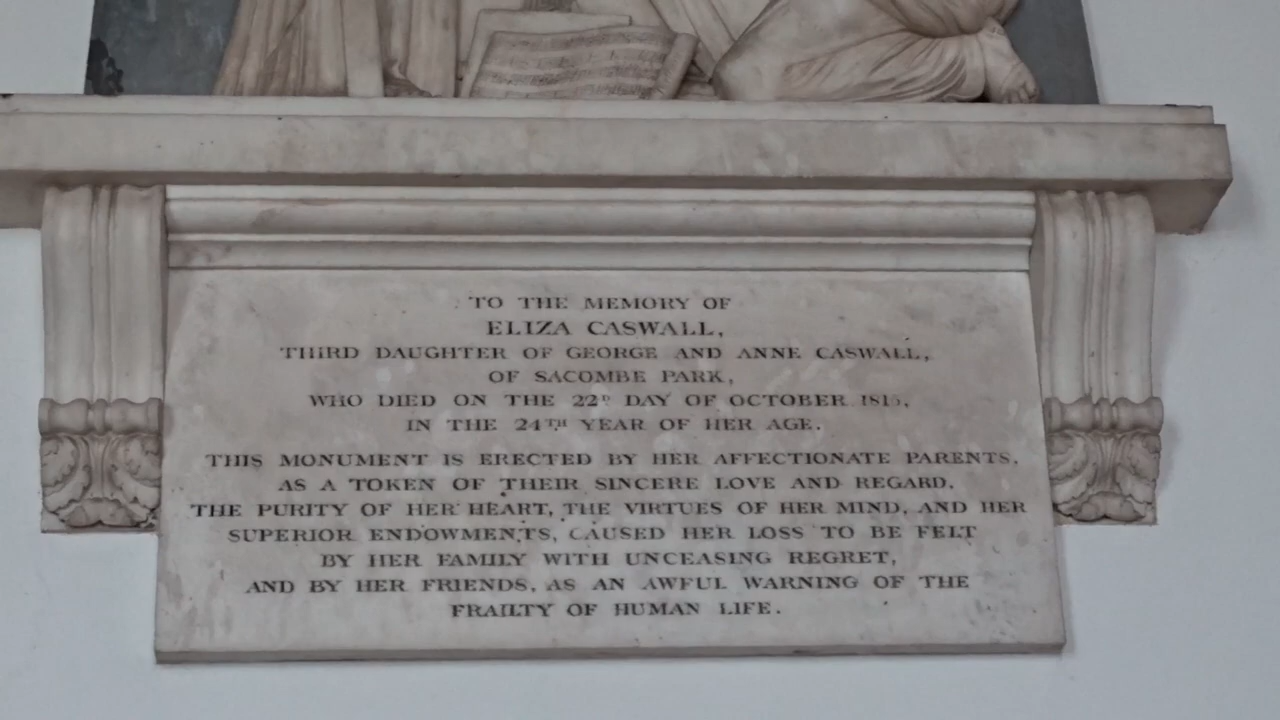 TO THE MEMORY OF
ELIZA CASWALL,
THIRD DAUGHTER OF GEORGE AND ANNE CASWALL,
OF SACOMBE PARK,
WHO DIED ON THE 22D DAY OF OCTOBER
IN THE 24TH YEAR OF HER AGE.
THIS MONUMENT IS ERECTED BY HER AFFECTIONATE PARENTS,
AS A TOKEN OF THEIR SINCERE LOVE AND REGARD.
THE PURITY OF HER HEART, THE VIRTUES OF HER MIND, AND HER
SUPERIOR ENDOWMENTS, CAUSED HER LOSS TO BE FELT
BY HER FAMILY WITH UNCEASING REGRET,
AND BY HER FRIENDS, AS AN AWFUL WARNING OF THE
FRAILTY OF HUMAN LIFE.